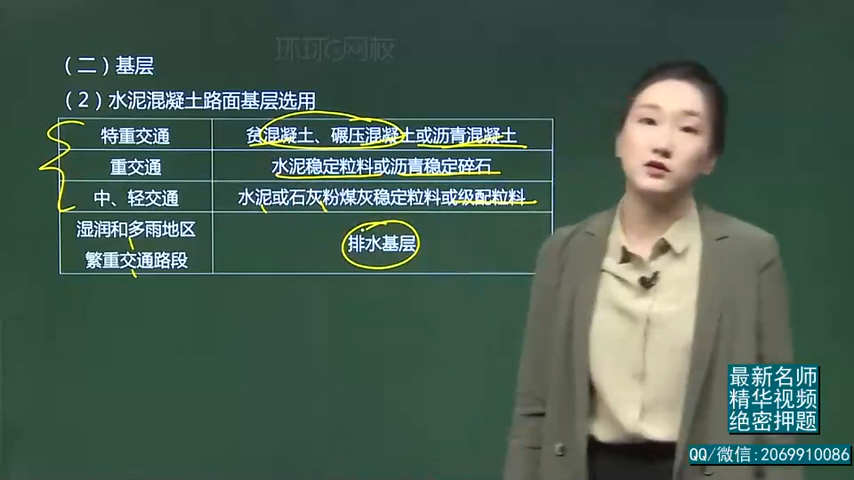 环球网校
（二）基层
（2）水泥混凝土路面基层选用
特重交通 贫混凝土、碾压混凝土或沥青混凝土
重交通 水泥稳定粒料或沥青稳定碎石
中、轻交通 水泥或石灰粉煤灰稳定粒料或级配粒料
湿润和多雨地区
繁重交通路段
排水基层
最新名师
精华视频
绝密押题
QQ/微信:2069910086